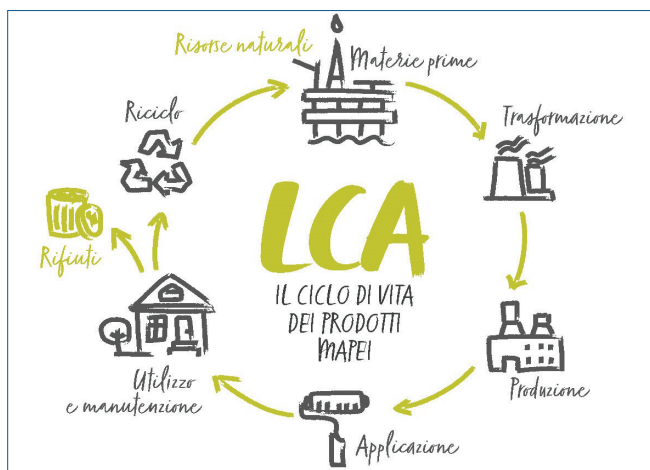 Risorse naturali
Materie prime
Trasformazione
Produzione
Applicazione
Utilizzo
e manutenzione
Rifiuti
Riciclo
LCA
IL CICLO DI VITA
DEI PRODOTTI
MAPEI